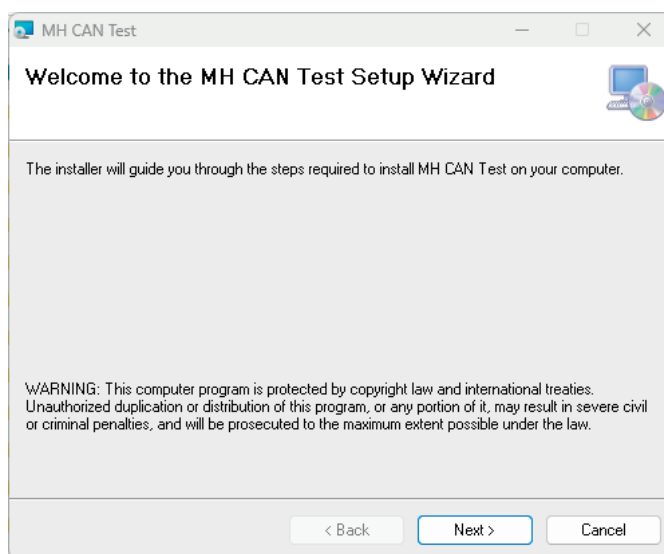 MH CAN Test
Welcome to the MH CAN Test Setup Wizard
The installer will guide you through the steps required to install MH CAN Test on your computer.
WARNING: This computer program is protected by copyright law and international treaties.
Unauthorized duplication or distribution of this program, or any portion of it, may result in severe civil
or criminal penalties, and will be prosecuted to the maximum extent possible under the law.
< Back
Next >
Cancel